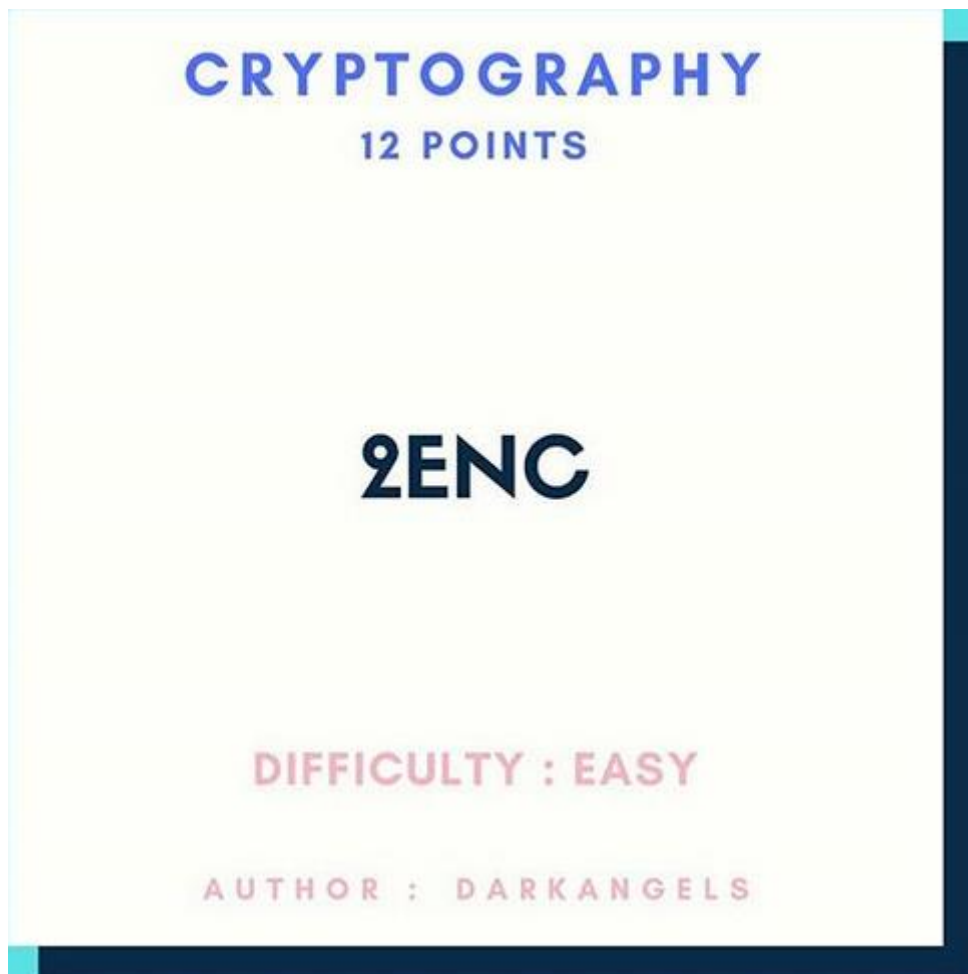 CRYPTOGRAPHY
12 POINTS
2ENC
DIFFICULTY : EASY
AUTHOR : DARKANGELS